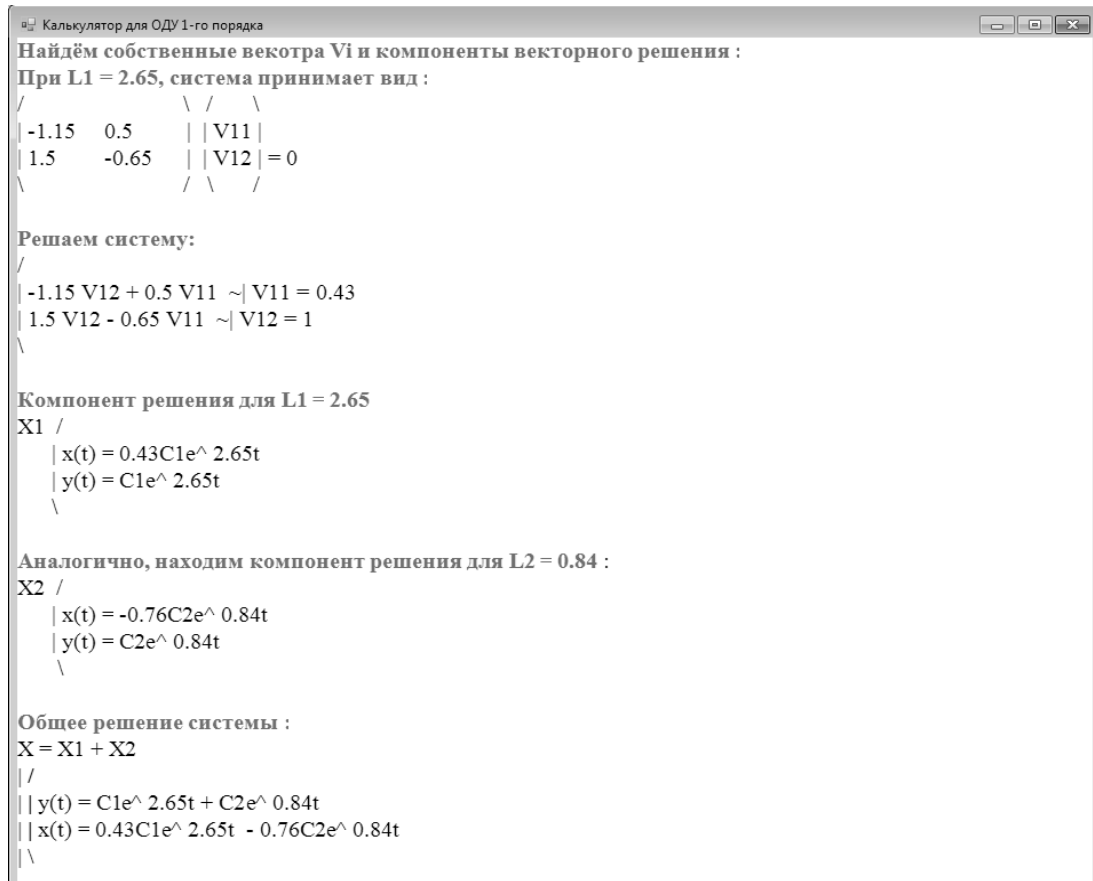 Калькулятор для ОДУ 1-го порядка
Найдём собственные векотра Vi и компоненты векторного решения :
При L1 = 2.65, система принимает вид :
/ \ / \
| -1.15 0.5 | | V11 |
| 1.5 -0.65 | | V12 | = 0
\ / \ /
Решаем систему:
/
| -1.15 V12 + 0.5 V11 ~| V11 = 0.43
| 1.5 V12 - 0.65 V11 ~| V12 = 1
\
Компонент решения для L1 = 2.65
X1 /
| x(t) = 0.43C1e^ 2.65t
| y(t) = C1e^ 2.65t
\
Аналогично, находим компонент решения для L2 = 0.84 :
X2 /
| x(t) = -0.76C2e^ 0.84t
| y(t) = C2e^ 0.84t
\
Общее решение системы :
X = X1 + X2
| /
| | y(t) = C1e^ 2.65t + C2e^ 0.84t
| | x(t) = 0.43C1e^ 2.65t - 0.76C2e^ 0.84t
| \